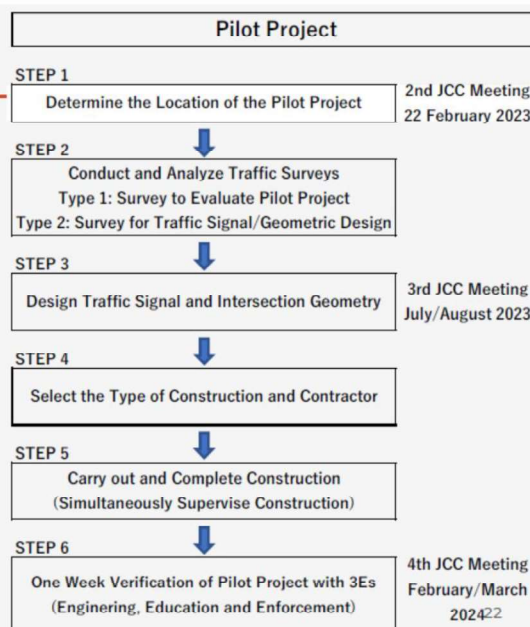 Pilot Project
STEP 1
Determine the Location of the Pilot Project
2nd JCC Meeting
22 February 2023
STEP 2
Conduct and Analyze Traffic Surveys
Type 1: Survey to Evaluate Pilot Project
Type 2: Survey for Traffic Signal/Geometric Design
STEP 3
Design Traffic Signal and Intersection Geometry
3rd JCC Meeting
July/August 2023
STEP 4
Select the Type of Construction and Contractor
STEP 5
Carry out and Complete Construction
(Simultaneously Supervise Construction)
STEP 6
One Week Verification of Pilot Project with 3Es
(Enginering, Education and Enforcement)
4th JCC Meeting
February/March
2024
22